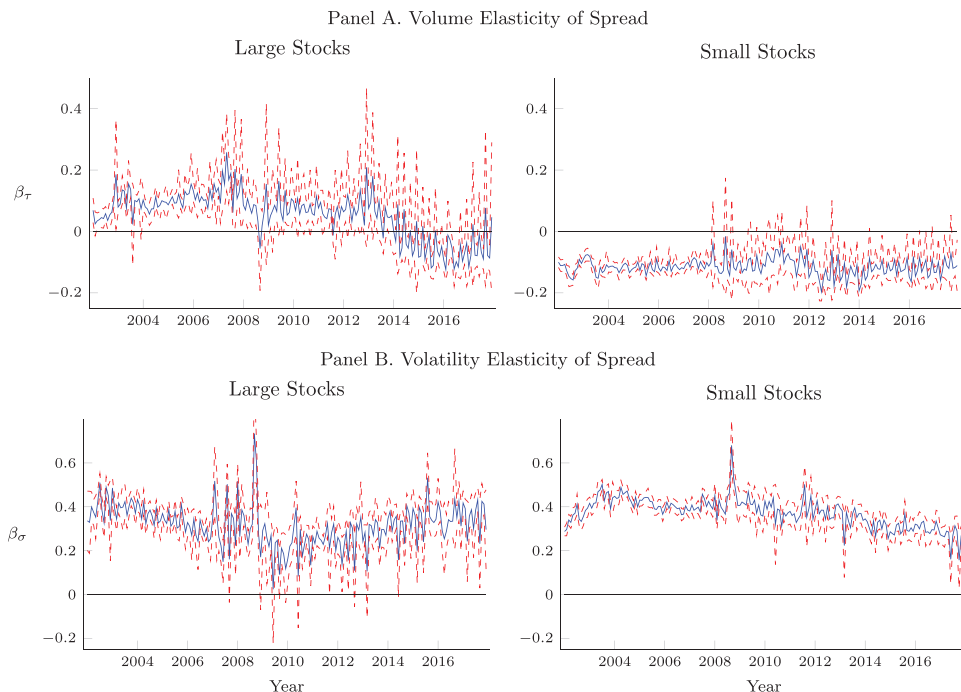 Panel A. Volume Elasticity of Spread
Large Stocks
Small Stocks
0.4
0.2
0
−0.2
βτ
2004 2006 2008 2010 2012 2014 2016
0.4
0.2
0
−0.2
2004 2006 2008 2010 2012 2014 2016
Panel B. Volatility Elasticity of Spread
Large Stocks
Small Stocks
0.6
0.4
0.2
0
−0.2
βσ
2004 2006 2008 2010 2012 2014 2016
Year
0.6
0.4
0.2
0
−0.2
2004 2006 2008 2010 2012 2014 2016
Year